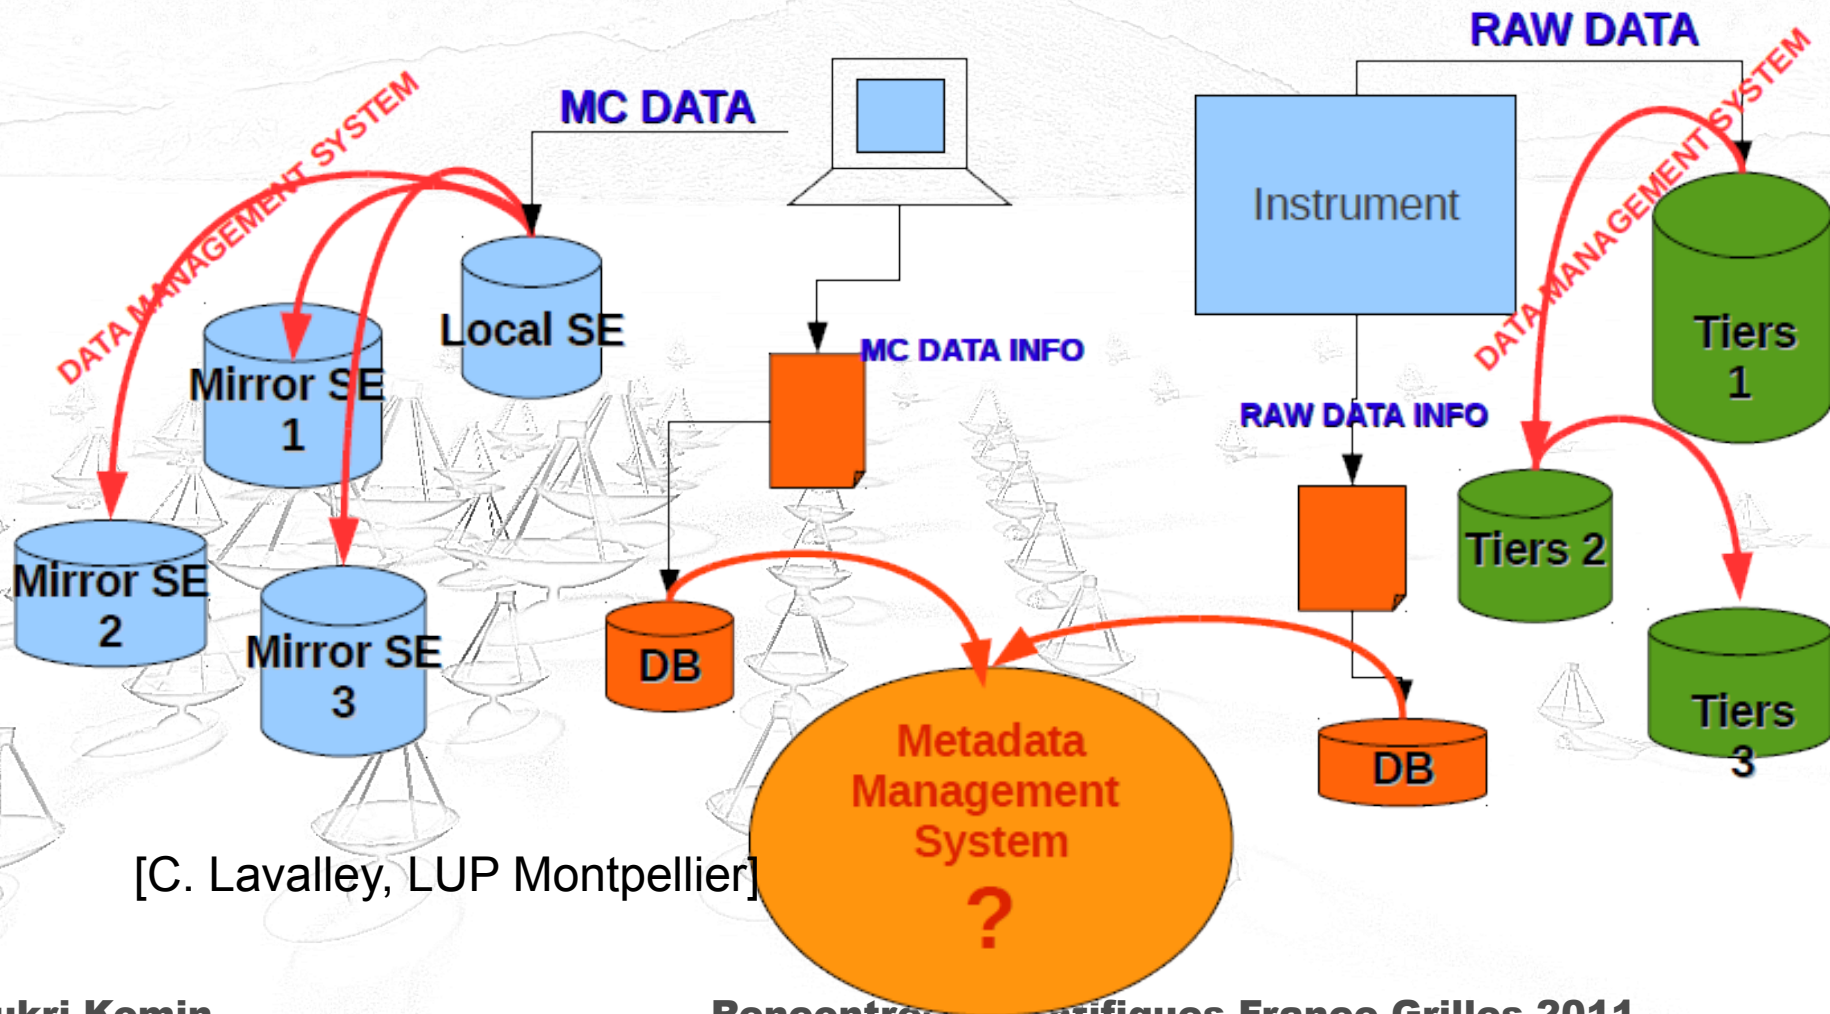 RAW DATA
MC DATA
DATA MANAGEMENT SYSTEM
DATA MANAGEMENT SYSTEM
Instrument
Local SE
Tiers
1
Mirror SE
1
MC DATA INFO
RAW DATA INFO
Tiers 2
Mirror SE
2
Mirror SE
3
DB
Tiers
3
DB
Metadata
Management
System
?
[C. Lavalley, LUP Montpellier]
Komin
France Grilles 2011